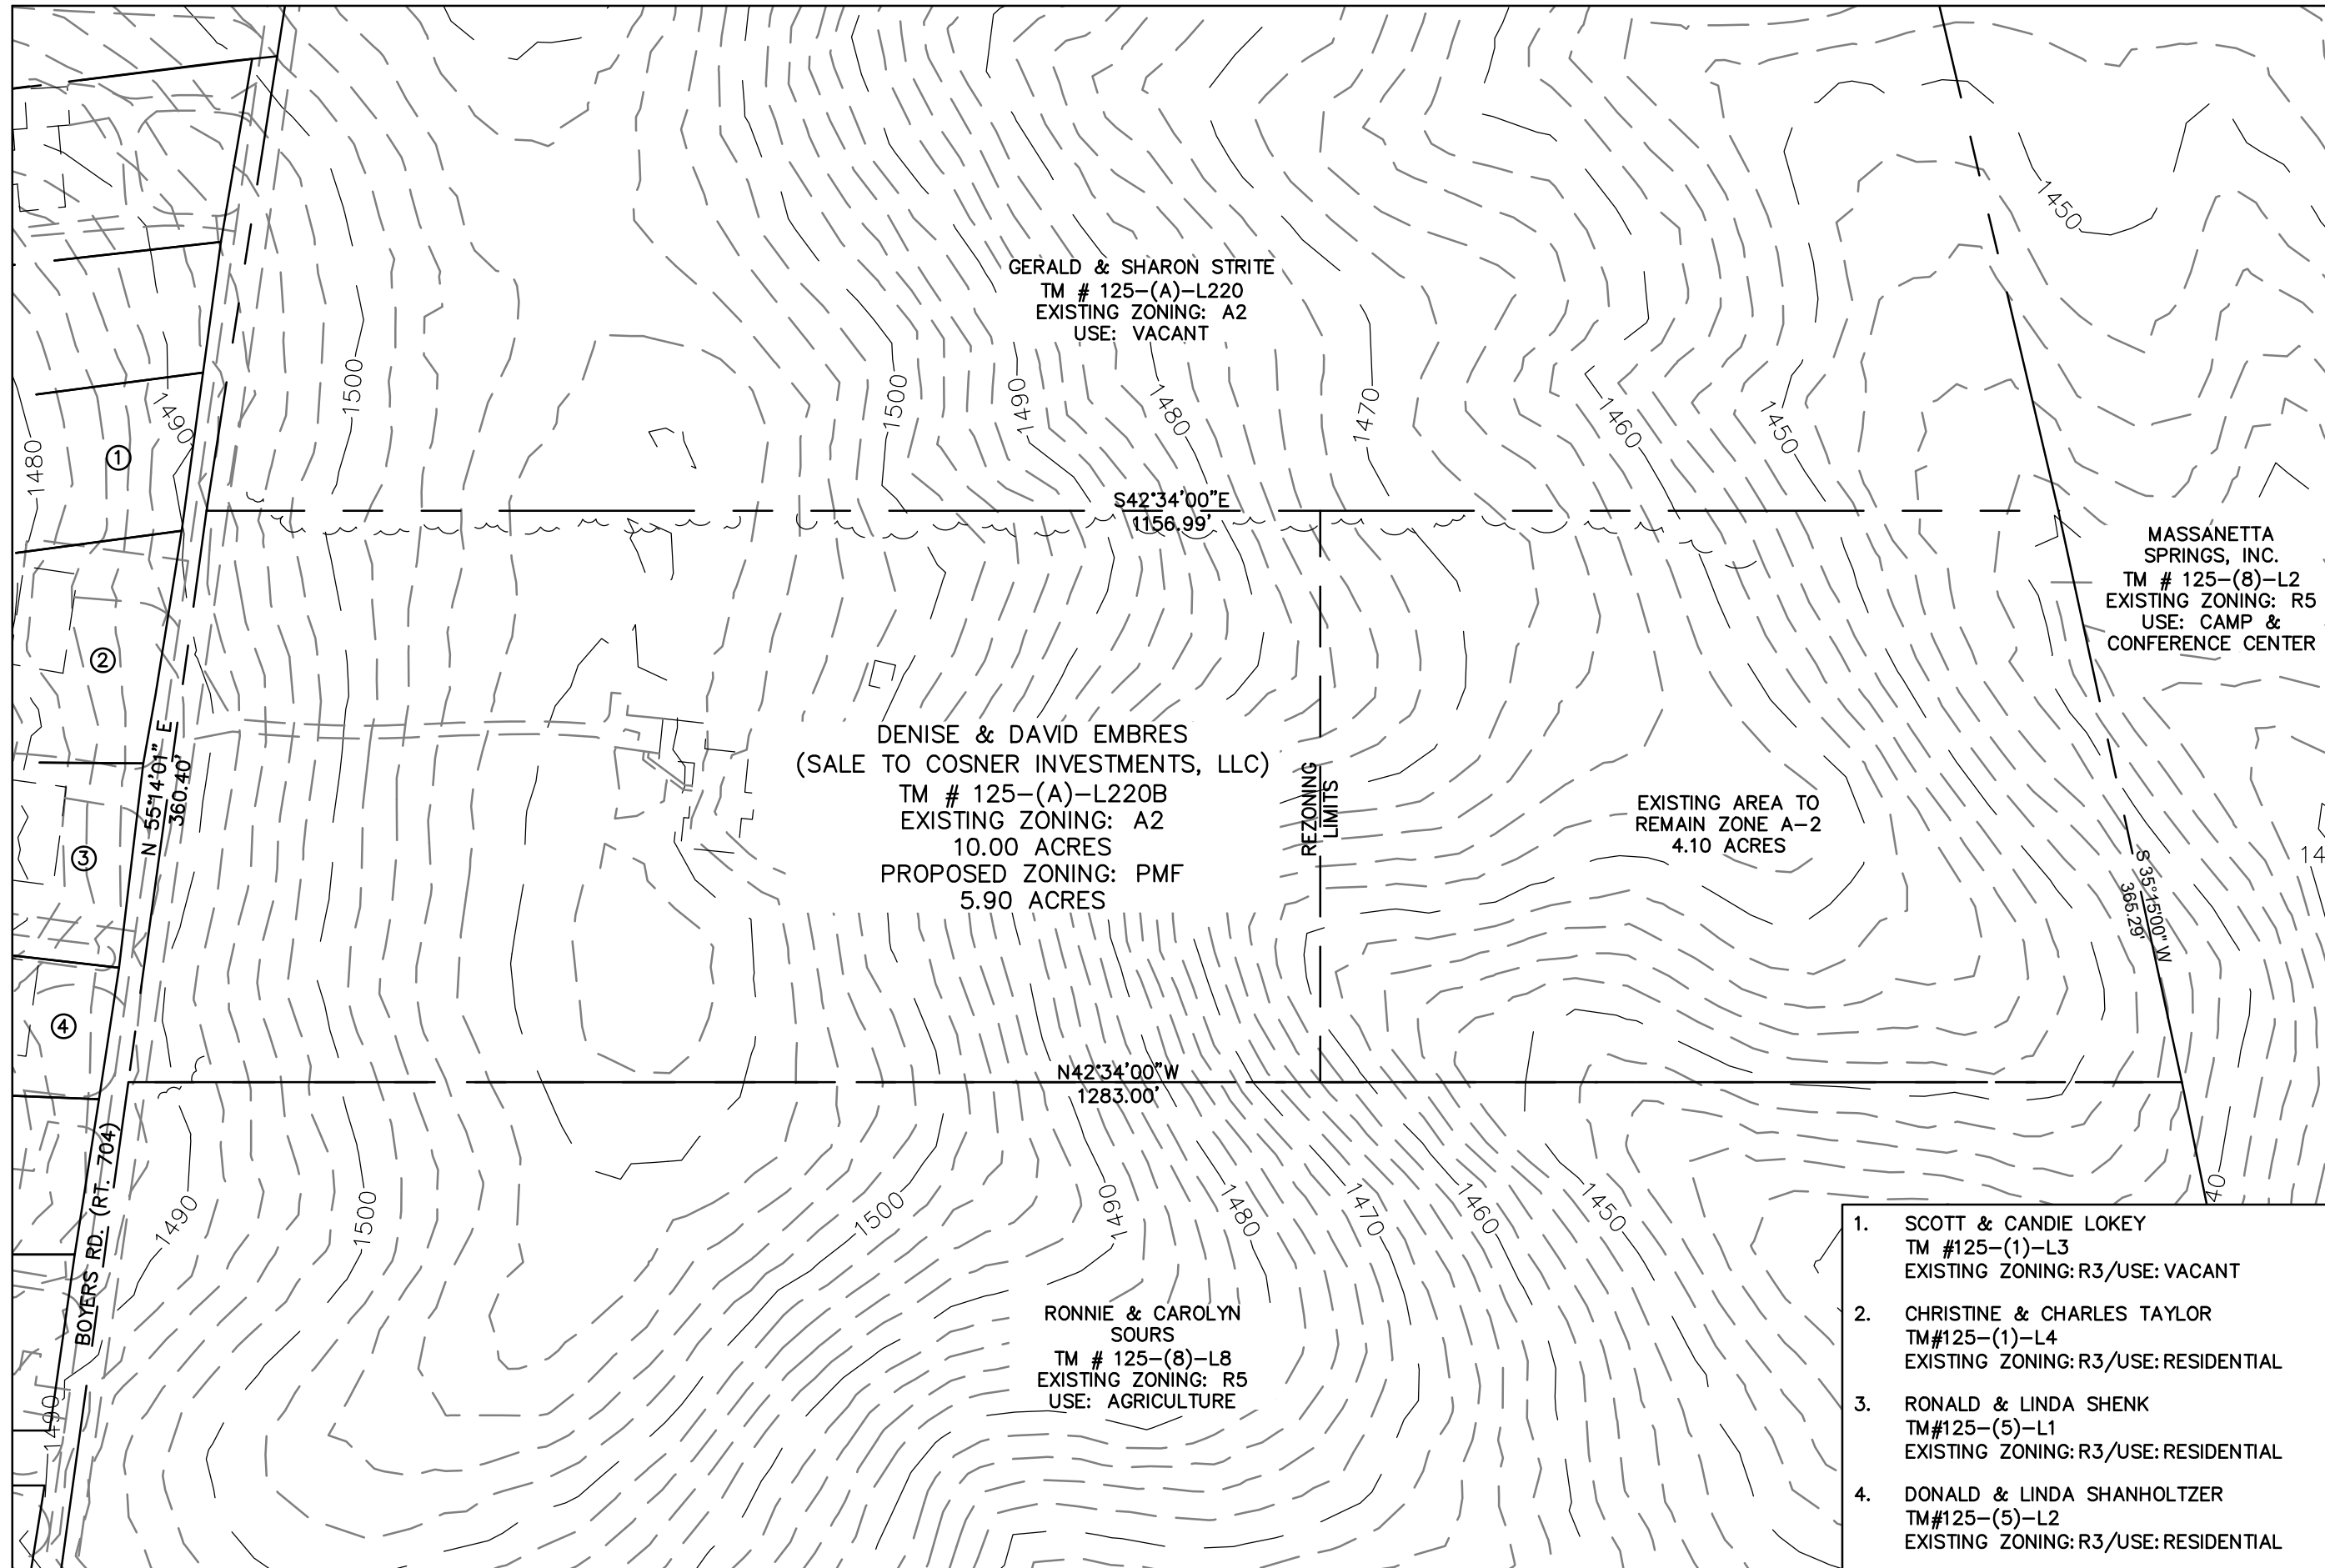 1450
GERALD & SHARON STRITE
TM # 125-(A)-L220
EXISTING ZONING: A2
USE: VACANT
1500
1490
1480
1500
1490
1480
1470
1460
1450
1
S42°34'00"E
1156.99'
MASSANETTA
SPRINGS, INC.
TM # 125-(8)-L2
EXISTING ZONING: R5
USE: CAMP &
CONFERENCE CENTER
2
N 55°14'01" E
360.40'
DENISE & DAVID EMBRES
(SALE TO COSNER INVESTMENTS, LLC)
TM # 125-(A)-L220B
EXISTING ZONING: A2
10.00 ACRES
PROPOSED ZONING: PMF
5.90 ACRES
REZONING
LIMITS
EXISTING AREA TO
REMAIN ZONE A-2
4.10 ACRES
14
3
S 35°15'00" W
365.29'
4
N42°34'00"W
1283.00'
BOYERS RD. (RT. 704)
1490
1500
1500
1490
1480
1470
1460
1450
40
1490
RONNIE & CAROLYN
SOURS
TM # 125-(8)-L8
EXISTING ZONING: R5
USE: AGRICULTURE
1. SCOTT & CANDIE LOKEY
TM #125-(1)-L3
EXISTING ZONING: R3/USE: VACANT
2. CHRISTINE & CHARLES TAYLOR
TM#125-(1)-L4
EXISTING ZONING: R3/USE: RESIDENTIAL
3. RONALD & LINDA SHENK
TM#125-(5)-L1
EXISTING ZONING: R3/USE: RESIDENTIAL
4. DONALD & LINDA SHANHOLTZER
TM#125-(5)-L2
EXISTING ZONING: R3/USE: RESIDENTIAL